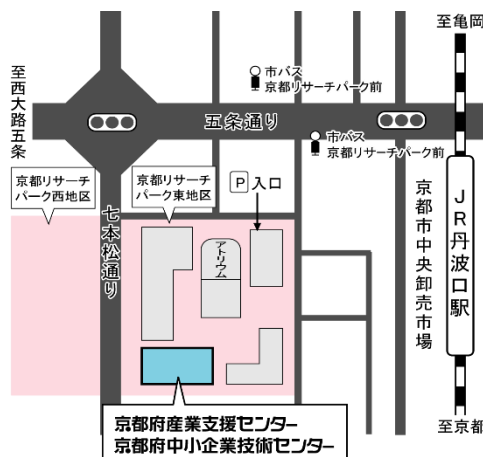 至亀岡
至西大路五条
市バス
京都リサーチパーク前
五条通り
市バス
京都リサーチパーク前
京都リサーチ
パーク西地区
京都リサーチ
パーク東地区
P 入口
七本松通り
アトリウム
京都市中央卸売市場
JR丹波口駅
京都府産業支援センター
京都府中小企業技術センター
至京都